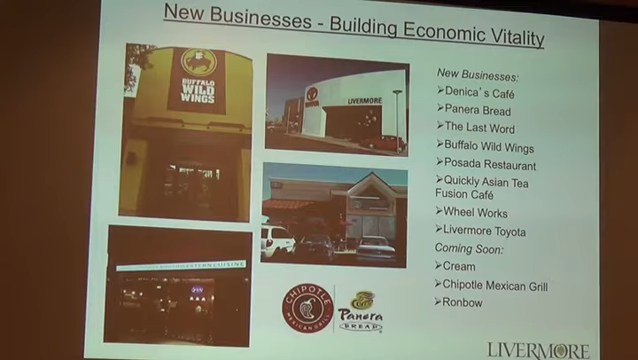 New Businesses - Building Economic Vitality
BUFFALO
WILD
WINGS
LIVERMORE
New Businesses:
➢Denica's Café
➢Panera Bread
➢The Last Word
➢Buffalo Wild Wings
➢Posada Restaurant
➢Quickly Asian Tea
Fusion Café
➢Wheel Works
➢Livermore Toyota
Coming Soon:
➢Cream
➢Chipotle Mexican Grill
➢Ronbow
CUISINE
OPEN
CHIPOTLE
MEXICAN GRILL
Panera
BREAD
LIVERMORE